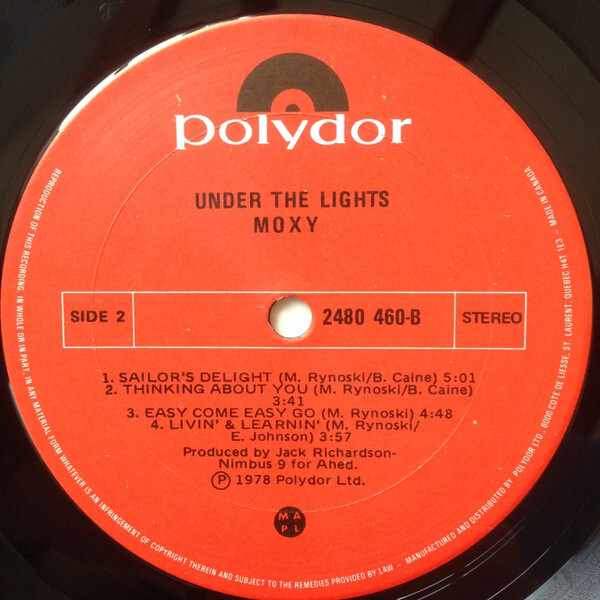 polydor
UNDER THE LIGHTS
MOXY
SIDE 2
2480 460-B
STEREO
1. SAILOR'S DELIGHT (M. Rynoski/B. Caine) 5:01
2. THINKING ABOUT YOU (M. Rynoski/B. Caine)
3:41
3. EASY COME EASY GO (M. Rynoski) 4:48
4. LIVIN' & LEARNIN' (M. Rynoski/
E. Johnson) 3:57
Produced by Jack Richardson-
Nimbus 9 for Ahed.
Ⓟ 1978 Polydor Ltd.
M A
P L
REPRODUCTION OF THIS RECORDING, IN WHOLE OR IN PART, IN ANY MATERIAL FORM WHATEVER IS AN INFRINGEMENT OF COPYRIGHT THEREIN AND SUBJECT TO THE REMEDIES PROVIDED BY LAW – MANUFACTURED AND DISTRIBUTED BY POLYDOR LTD., 6000 COTE DE LIESSE, ST LAURENT, QUEBEC H4T 1E3 – MADE IN CANADA